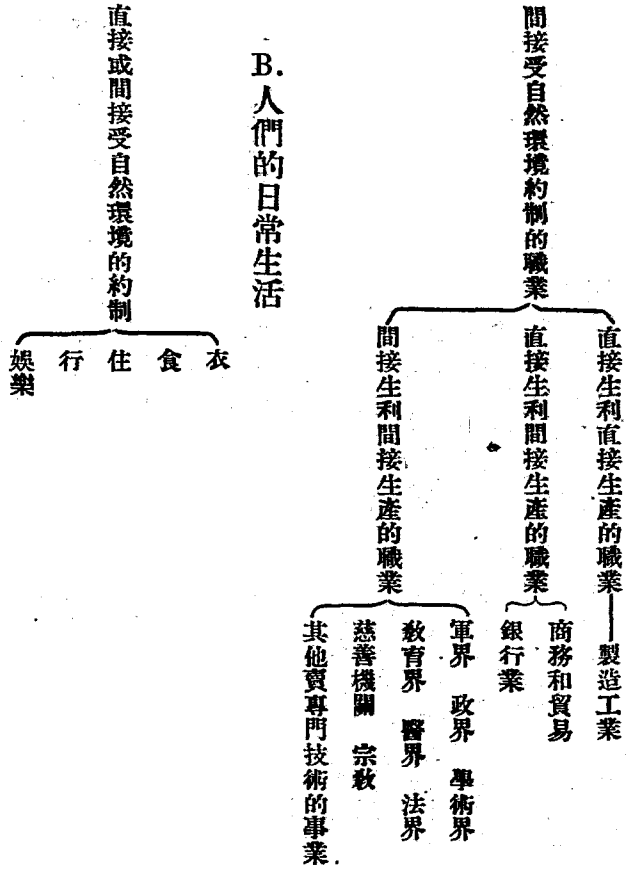 間接受自然環境約制的職業
直接生利直接生產的職業
製造工業
直接生利間接生產的職業
商務和貿易
銀行業
間接生利間接生產的職業
軍界 政界 學術界
敎育界 醫界 法界
慈善機關 宗敎
其他賣專門技術的事業.
B.人們的日常生活
直接或間接受自然環境的約制
衣
食
住
行
娛樂